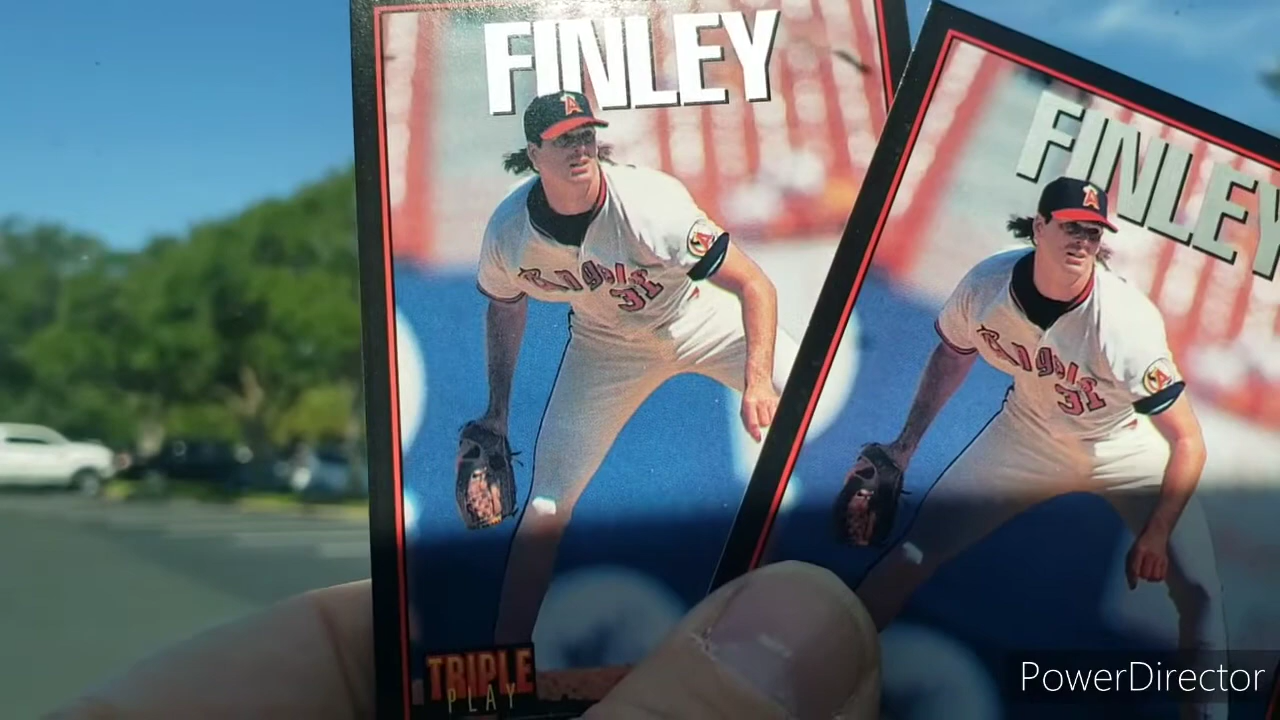 FINLEY
A
A
Angels
31
TRIPLE
PLAY
FINLEY
A
A
Angels
31
PowerDirector